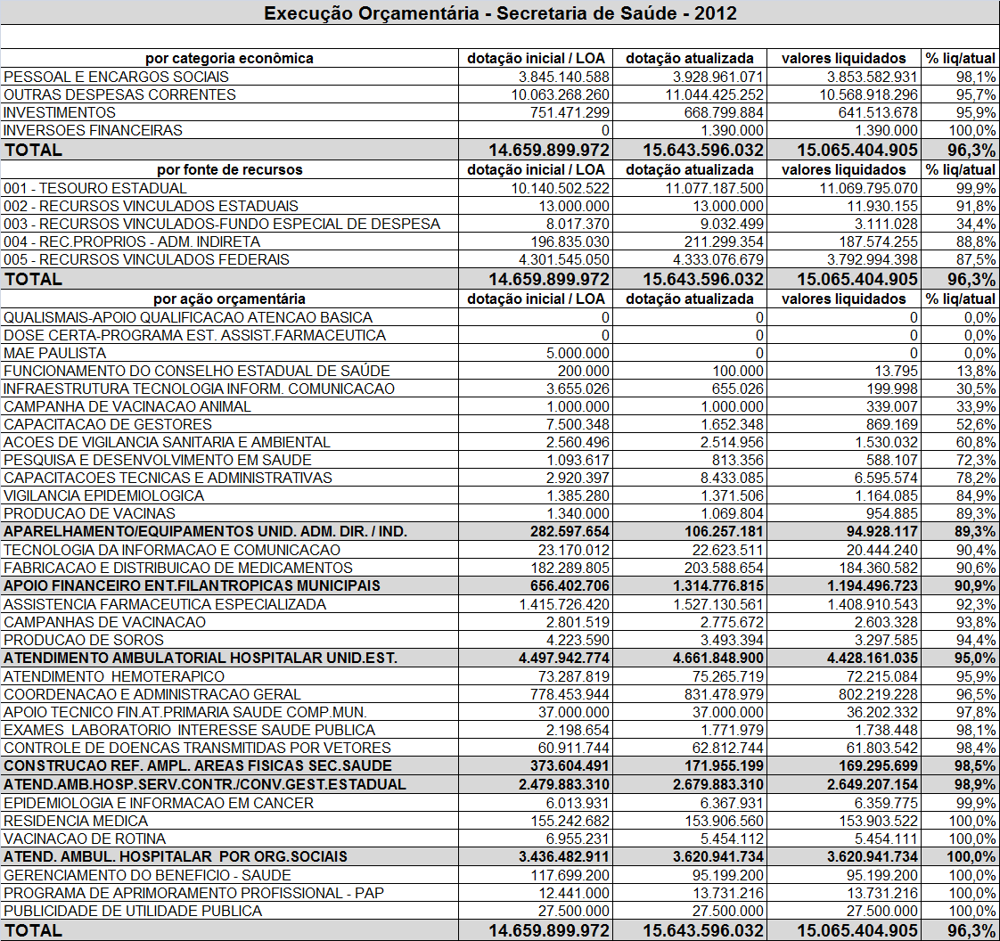 Execução Orçamentária - Secretaria de Saúde - 2012
por categoria econômica dotação inicial / LOA dotação atualizada valores liquidados % liq/atual
PESSOAL E ENCARGOS SOCIAIS 3.845.140.588 3.928.961.071 3.853.582.931 98,1%
OUTRAS DESPESAS CORRENTES 10.063.268.260 11.044.425.252 10.568.918.296 95,7%
INVESTIMENTOS 751.471.299 668.799.884 641.513.678 95,9%
INVERSOES FINANCEIRAS 0 1.390.000 1.390.000 100,0%
TOTAL 14.659.899.972 15.643.596.032 15.065.404.905 96,3%
por fonte de recursos dotação inicial / LOA dotação atualizada valores liquidados % liq/atual
001 - TESOURO ESTADUAL 10.140.502.522 11.077.187.500 11.069.795.070 99,9%
002 - RECURSOS VINCULADOS ESTADUAIS 13.000.000 13.000.000 11.930.155 91,8%
003 - RECURSOS VINCULADOS-FUNDO ESPECIAL DE DESPESA 8.017.370 9.032.499 3.111.028 34,4%
004 - REC.PROPRIOS - ADM. INDIRETA 196.835.030 211.299.354 187.574.255 88,8%
005 - RECURSOS VINCULADOS FEDERAIS 4.301.545.050 4.333.076.679 3.792.994.398 87,5%
TOTAL 14.659.899.972 15.643.596.032 15.065.404.905 96,3%
por ação orçamentária dotação inicial / LOA dotação atualizada valores liquidados % liq/atual
QUALISMAIS-APOIO QUALIFICACAO ATENCAO BASICA 0 0 0 0,0%
DOSE CERTA-PROGRAMA EST. ASSIST.FARMACEUTICA 0 0 0 0,0%
MAE PAULISTA 5.000.000 0 0 0,0%
FUNCIONAMENTO DO CONSELHO ESTADUAL DE SAÚDE 200.000 100.000 13.795 13,8%
INFRAESTRUTURA TECNOLOGIA INFORM. COMUNICACAO 3.655.026 655.026 199.998 30,5%
CAMPANHA DE VACINACAO ANIMAL 1.000.000 1.000.000 339.007 33,9%
CAPACITACAO DE GESTORES 7.500.348 1.652.348 869.169 52,6%
ACOES DE VIGILANCIA SANITARIA E AMBIENTAL 2.560.496 2.514.956 1.530.032 60,8%
PESQUISA E DESENVOLVIMENTO EM SAUDE 1.093.617 813.356 588.107 72,3%
CAPACITACOES TECNICAS E ADMINISTRATIVAS 2.920.397 8.433.085 6.595.574 78,2%
VIGILANCIA EPIDEMIOLOGICA 1.385.280 1.371.506 1.164.085 84,9%
PRODUCAO DE VACINAS 1.340.000 1.069.804 954.885 89,3%
APARELHAMENTO/EQUIPAMENTOS UNID. ADM. DIR. / IND. 282.597.654 106.257.181 94.928.117 89,3%
TECNOLOGIA DA INFORMACAO E COMUNICACAO 23.170.012 22.623.511 20.444.240 90,4%
FABRICACAO E DISTRIBUICAO DE MEDICAMENTOS 182.289.805 203.588.654 184.360.582 90,6%
APOIO FINANCEIRO ENT.FILANTROPICAS MUNICIPAIS 656.402.706 1.314.776.815 1.194.496.723 90,9%
ASSISTENCIA FARMACEUTICA ESPECIALIZADA 1.415.726.420 1.527.130.561 1.408.910.543 92,3%
CAMPANHAS DE VACINACAO 2.801.519 2.775.672 2.603.328 93,8%
PRODUCAO DE SOROS 4.223.590 3.493.394 3.297.585 94,4%
ATENDIMENTO AMBULATORIAL HOSPITALAR UNID.EST. 4.497.942.774 4.661.848.900 4.428.161.035 95,0%
ATENDIMENTO HEMOTERAPICO 73.287.819 75.265.719 72.215.084 95,9%
COORDENACAO E ADMINISTRACAO GERAL 778.453.944 831.478.979 802.219.228 96,5%
APOIO TECNICO FIN.AT.PRIMARIA SAUDE COMP.MUN. 37.000.000 37.000.000 36.202.332 97,8%
EXAMES LABORATORIO INTERESSE SAUDE PUBLICA 2.198.654 1.771.979 1.738.448 98,1%
CONTROLE DE DOENCAS TRANSMITIDAS POR VETORES 60.911.744 62.812.744 61.803.542 98,4%
CONSTRUCAO REF. AMPL. AREAS FISICAS SEC.SAUDE 373.604.491 171.955.199 169.295.699 98,5%
ATEND.AMB.HOSP.SERV.CONTR./CONV.GEST.ESTADUAL 2.479.883.310 2.679.883.310 2.649.207.154 98,9%
EPIDEMIOLOGIA E INFORMACAO EM CANCER 6.013.931 6.367.931 6.359.775 99,9%
RESIDENCIA MEDICA 155.242.682 153.906.560 153.903.522 100,0%
VACINACAO DE ROTINA 6.955.231 5.454.112 5.454.111 100,0%
ATEND. AMBUL. HOSPITALAR POR ORG.SOCIAIS 3.436.482.911 3.620.941.734 3.620.941.734 100,0%
GERENCIAMENTO DO BENEFICIO - SAUDE 117.699.200 95.199.200 95.199.200 100,0%
PROGRAMA DE APRIMORAMENTO PROFISSIONAL - PAP 12.441.000 13.731.216 13.731.216 100,0%
PUBLICIDADE DE UTILIDADE PUBLICA 27.500.000 27.500.000 27.500.000 100,0%
TOTAL 14.659.899.972 15.643.596.032 15.065.404.905 96,3%